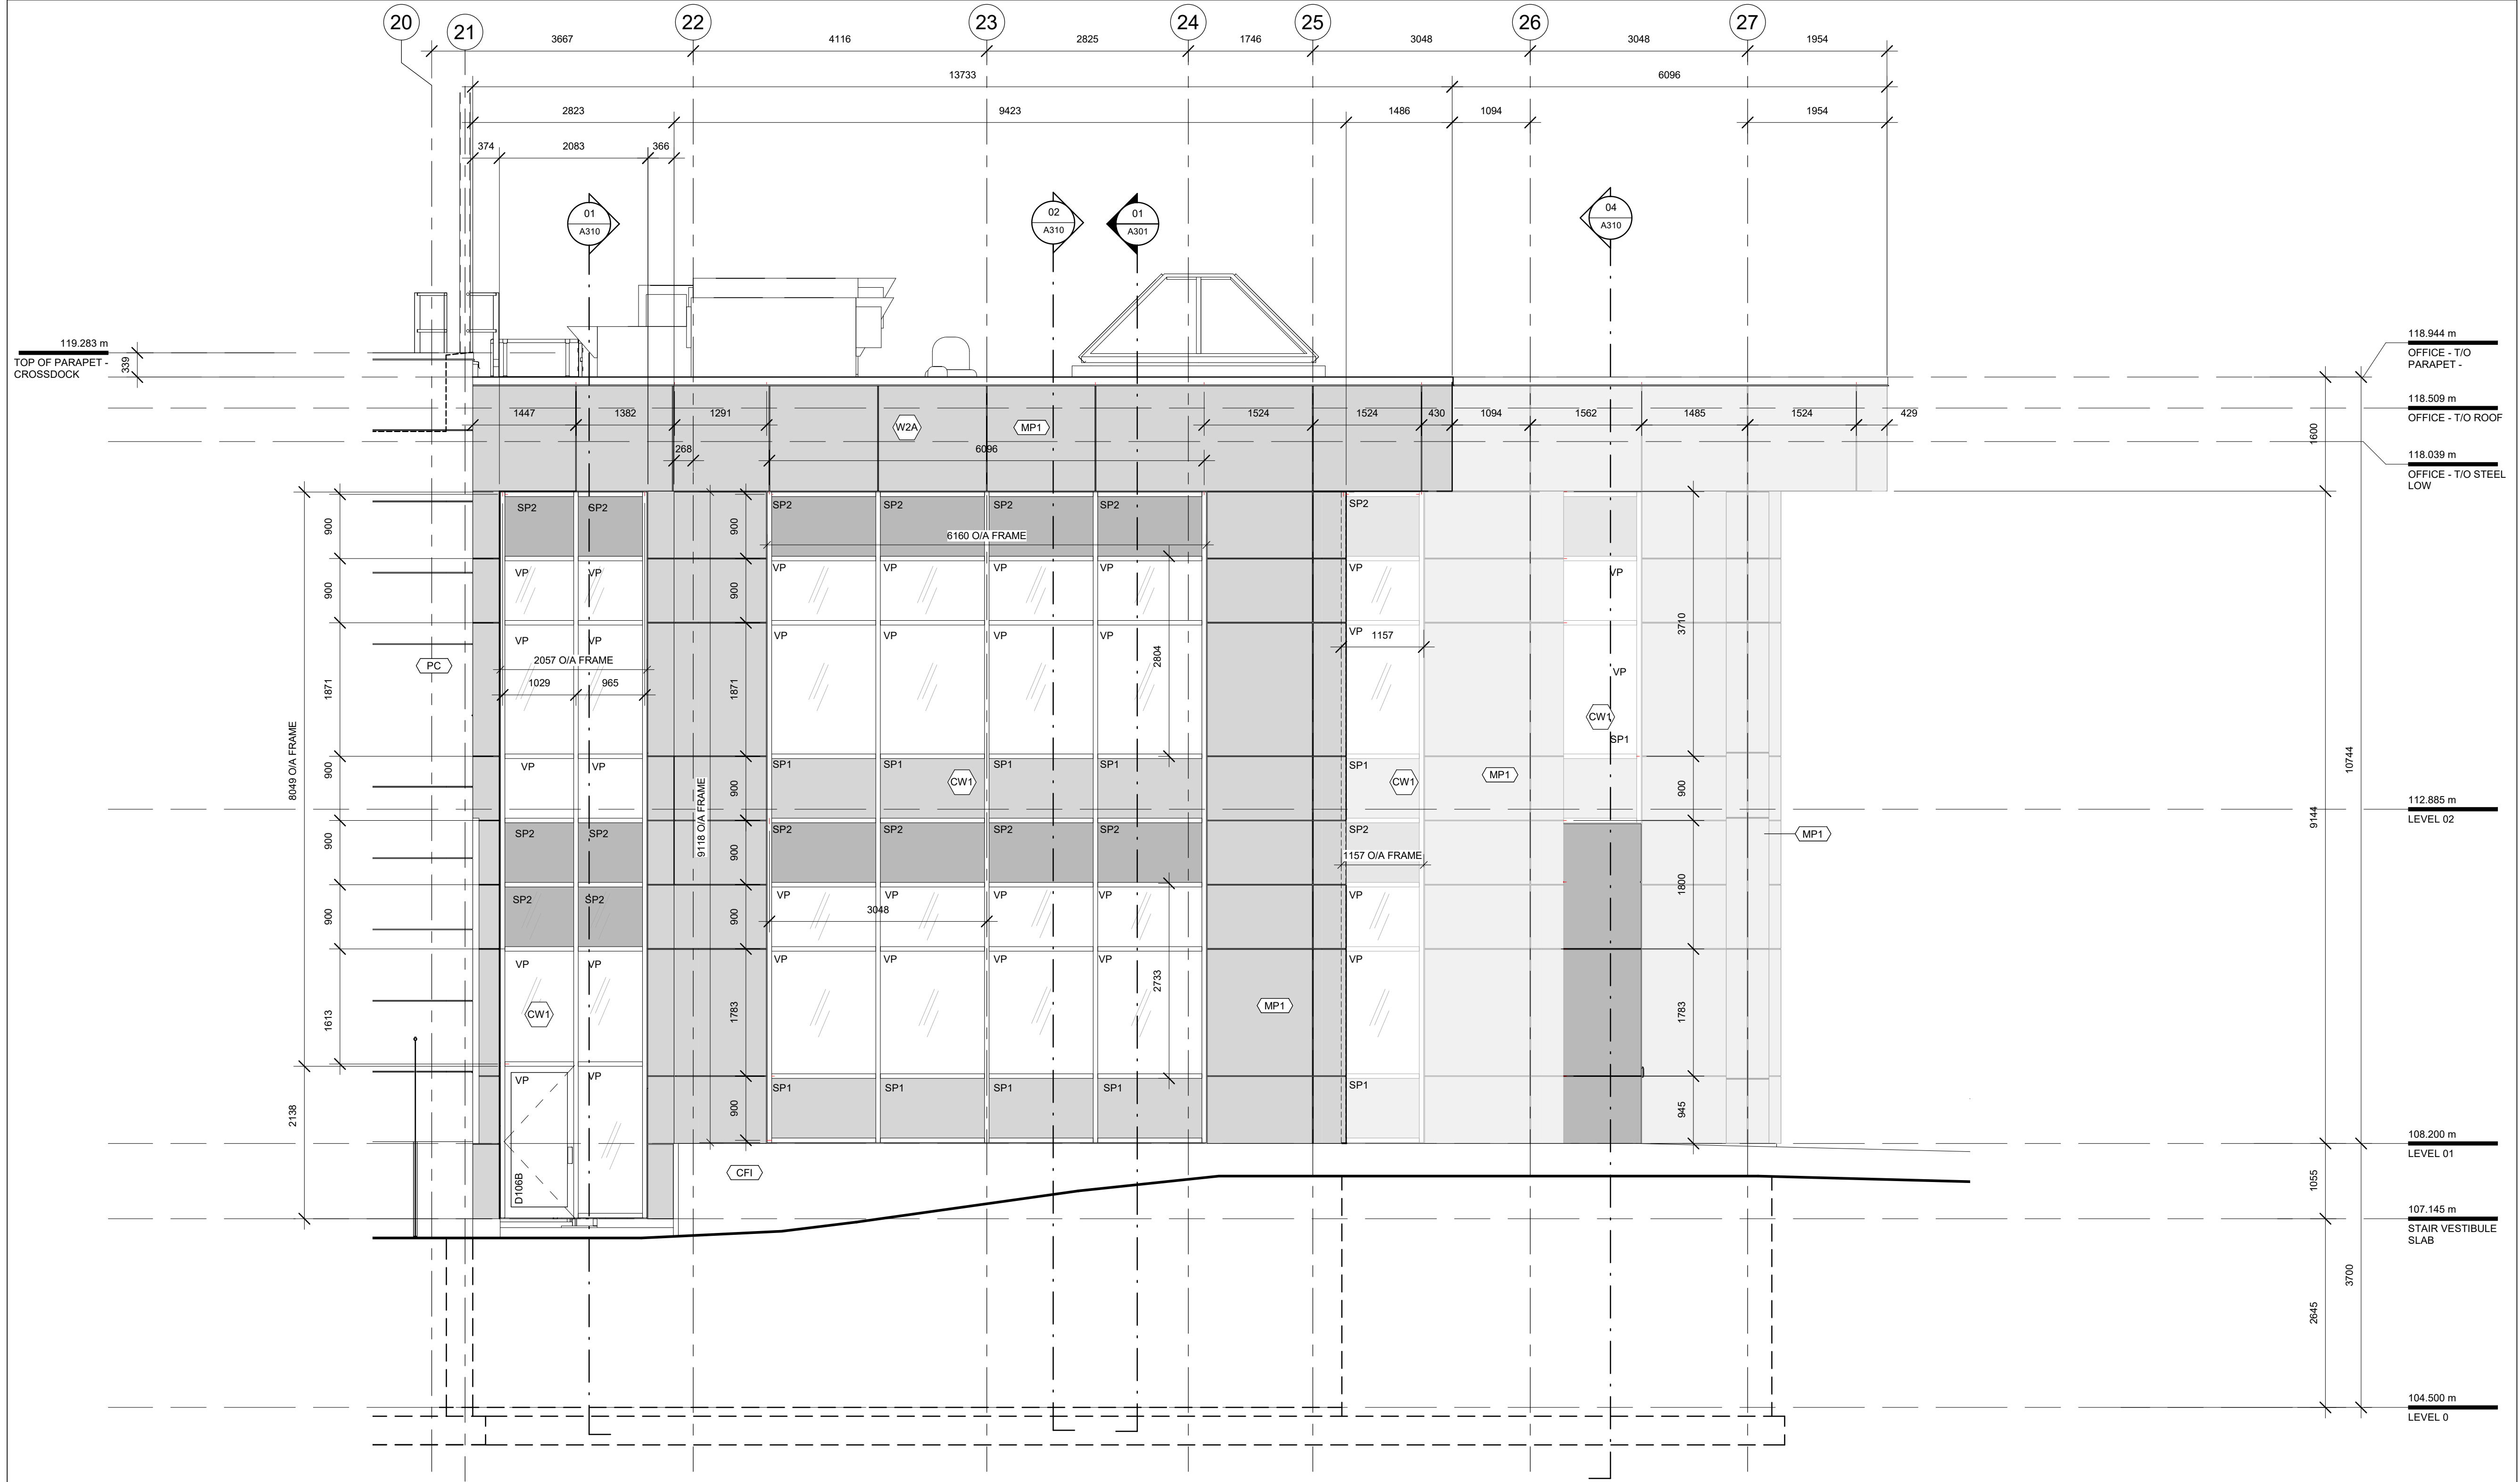 20
21
22
23
24
25
26
27
3667
4116
2825
1746
3048
3048
1954
13733
6096
2823
9423
1486
1094
1954
374
2083
366
01
A310
02
A310
01
A301
04
A310
119.283 m
TOP OF PARAPET -
CROSSDOCK
339
118.944 m
OFFICE - T/O
PARAPET -
118.509 m
OFFICE - T/O ROOF
118.039 m
OFFICE - T/O STEEL
LOW
1447
1382
1291
W2A
MP1
1524
1524
430
1094
1562
1485
1524
429
268
6096
1600
SP2
SP2
SP2
SP2
SP2
SP2
SP2
900
900
6160 O/A FRAME
VP
VP
VP
VP
VP
VP
VP
VP
900
900
VP
VP
VP
VP
VP
VP
VP
1157
3710
2804
PC
2057 O/A FRAME
VP
1029
965
1871
1871
CW1
8049 O/A FRAME
SP1
VP
VP
SP1
SP1
SP1
SP1
SP1
900
900
CW1
CW1
MP1
900
10744
9118 O/A FRAME
112.885 m
LEVEL 02
9144
SP2
SP2
SP2
SP2
SP2
SP2
SP2
MP1
900
900
1157 O/A FRAME
1800
SP2
SP2
VP
VP
VP
VP
VP
900
900
3048
VP
VP
VP
VP
VP
VP
VP
2733
1613
CW1
1783
MP1
1783
VP
VP
SP1
SP1
SP1
SP1
SP1
2138
900
945
108.200 m
LEVEL 01
CFI
D106B
1055
107.145 m
STAIR VESTIBULE
SLAB
3700
2645
104.500 m
LEVEL 0